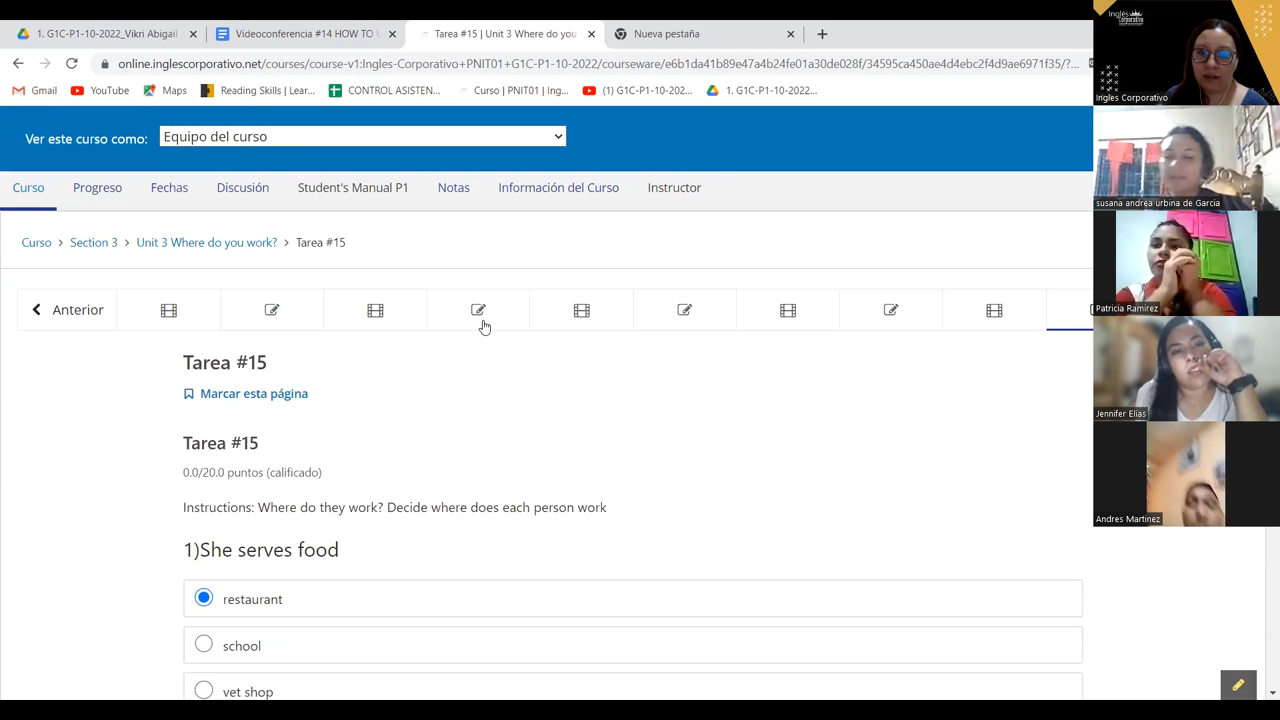 1. G1C-P1-10-2022_Vikri Abigail
Videoconferencia #14 HOW TO U
Tarea #15 | Unit 3 Where do you
Nueva pestaña
online.inglescorporativo.net/courses/course-v1:Ingles-Corporativo+PNIT01+G1C-P1-10-2022/courseware/e6b1da41b89e47a4b24fe01a30de028f/34595ca450ae4d4ebc2f4d9ae6971f35/?...
Gmail
YouTube
Maps
Reading Skills | Lear...
CONTROL ASISTEN...
Curso | PNIT01 | Ing...
(1) G1C-P1-10-202...
1. G1C-P1-10-2022...
Ver este curso como:
Equipo del curso
Curso
Progreso
Fechas
Discusión
Student's Manual P1
Notas
Información del Curso
Instructor
Curso > Section 3 > Unit 3 Where do you work? > Tarea #15
Anterior
Tarea #15
Marcar esta página
Tarea #15
0.0/20.0 puntos (calificado)
Instructions: Where do they work? Decide where does each person work
1)She serves food
restaurant
school
vet shop
Inglés
Corporativo
Ingles Corporativo
susana andrea urbina de Garcia
Patricia Ramirez
Jennifer Elias
Andres Martinez